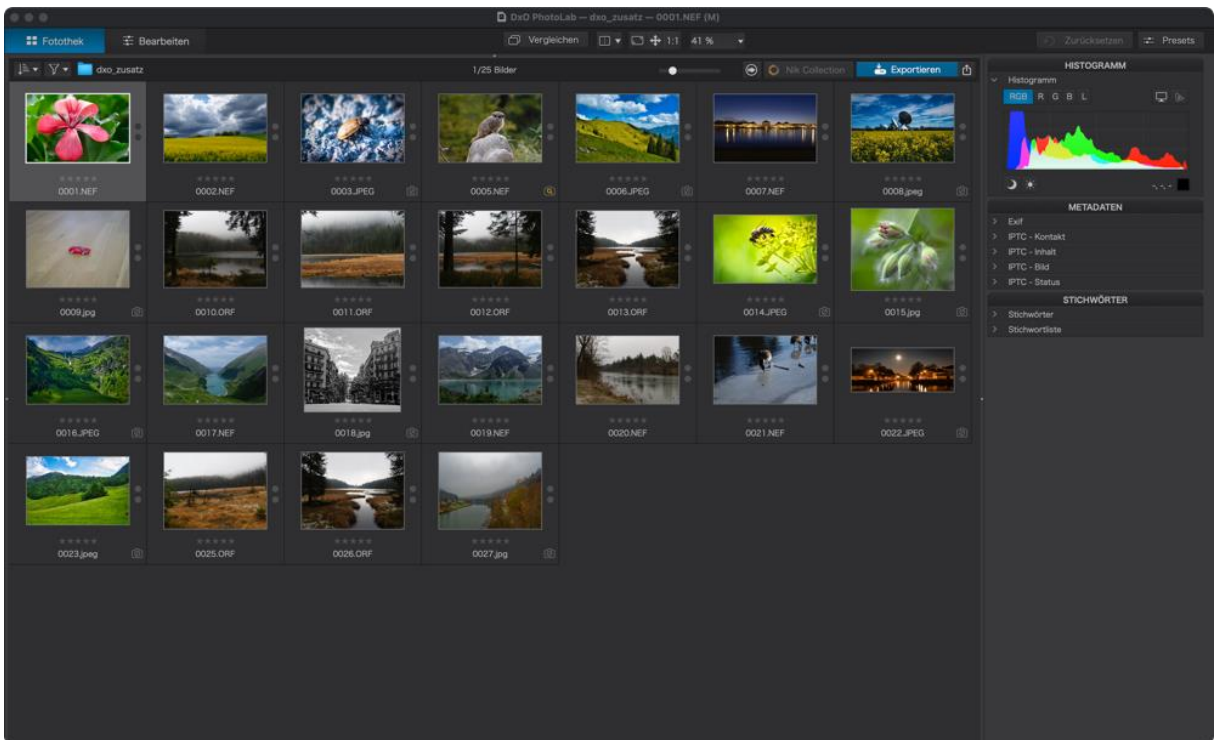 DxO PhotoLab — dxo_zusatz — 0001.NEF (M)
Fotothek
Bearbeiten
Vergleichen
1:1
41 %
Zurücksetzen
Presets
dxo_zusatz
1/25 Bilder
Nik Collection
Exportieren
HISTOGRAMM
Histogramm
RGB R G B L
0001.NEF
0002.NEF
0003.JPEG
0005.NEF
0006.JPEG
0007.NEF
0008.jpeg
METADATEN
Exif
IPTC - Kontakt
IPTC - Inhalt
IPTC - Bild
IPTC - Status
STICHWÖRTER
Stichwörter
Stichwortliste
0009.jpg
0010.ORF
0011.ORF
0012.ORF
0013.ORF
0014.JPEG
0015.jpg
0016.JPEG
0017.NEF
0018.jpg
0019.NEF
0020.NEF
0021.NEF
0022.JPEG
0023.jpeg
0025.ORF
0026.ORF
0027.jpg